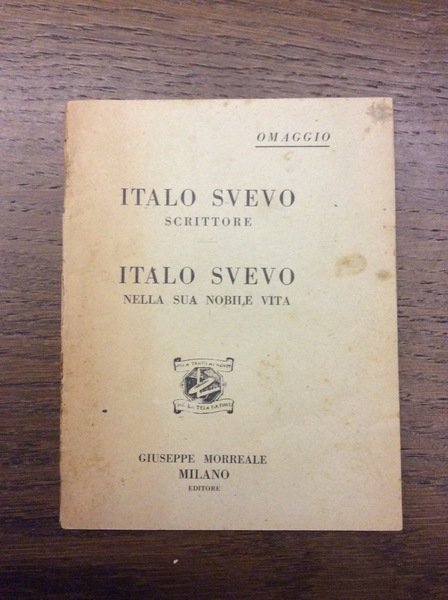 OMAGGIO
ITALO SVEVO
SCRITTORE
ITALO SVEVO
NELLA SUA NOBILE VITA
GIUSEPPE MORREALE
MILANO
EDITORE